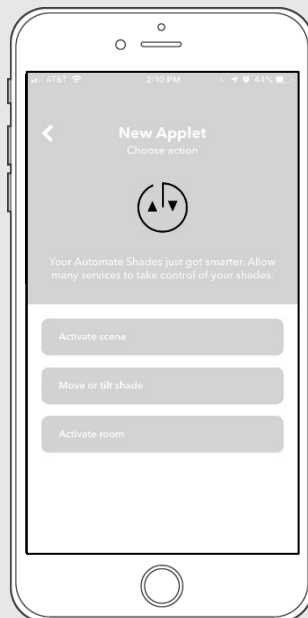 AT&T 2:10 PM 44%
New Applet
Choose action
Your Automate Shades just got smarter. Allow
many services to take control of your shades.
Activate scene
Move or tilt shade
Activate room